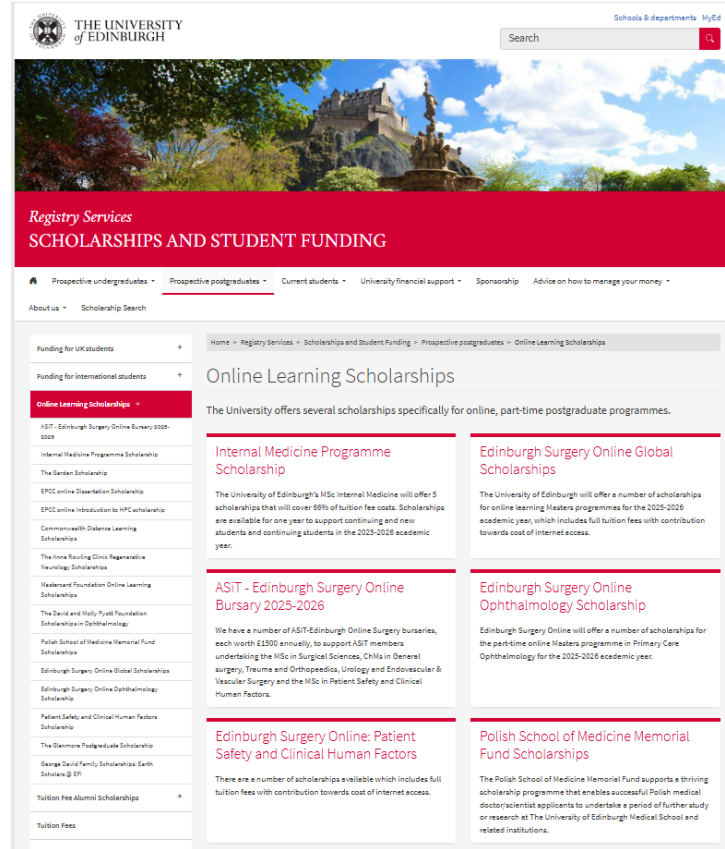 THE UNIVERSITY
of EDINBURGH
Schools & departments MyEd
Search
Registry Services
SCHOLARSHIPS AND STUDENT FUNDING
Prospective undergraduates
Prospective postgraduates
Current students
University financial support
Sponsorship
Advice on how to manage your money
About us
Scholarship Search
Funding for UK students +
Funding for international students +
Online Learning Scholarships +
ASiT - Edinburgh Surgery Online Bursary 2025-
2026
Internal Medicine Programme Scholarship
The Garden Scholarship
EPCC online Dissertation Scholarship
EPCC online Introduction to HPC scholarship
Commonwealth Distance Learning
Scholarships
The Anne Rowling Clinic Regenerative
Neurology Scholarships
Mastercard Foundation Online Learning
Scholarships
The David and Molly Pyott Foundation
Scholarships in Ophthalmology
Polish School of Medicine Memorial Fund
Scholarships
Edinburgh Surgery Online Global Scholarships
Edinburgh Surgery Online Ophthalmology
Scholarship
Patient Safety and Clinical Human Factors
Scholarship
The Glenmore Postgraduate Scholarship
George David Family Scholarships: Earth
Scholars @ EFI
Tuition Fee Alumni Scholarships +
Tuition Fees
Home > Registry Services > Scholarships and Student Funding > Prospective postgraduates > Online Learning Scholarships
Online Learning Scholarships
The University offers several scholarships specifically for online, part-time postgraduate programmes.
Internal Medicine Programme
Scholarship
The University of Edinburgh's MSc Internal Medicine will offer 5
scholarships that will cover 66% of tuition fee costs. Scholarships
are available for one year to support continuing and new
students and continuing students in the 2025-2026 academic
year.
Edinburgh Surgery Online Global
Scholarships
The University of Edinburgh will offer a number of scholarships
for online learning Masters programmes for the 2025-2026
academic year, which includes full tuition fees with contribution
towards cost of internet access.
ASiT - Edinburgh Surgery Online
Bursary 2025-2026
We have a number of ASiT-Edinburgh Online Surgery bursaries,
each worth £1500 annually, to support ASiT members
undertaking the MSc in Surgical Sciences, ChMs in General
surgery, Trauma and Orthopaedics, Urology and Endovascular &
Vascular Surgery and the MSc in Patient Safety and Clinical
Human Factors.
Edinburgh Surgery Online
Ophthalmology Scholarship
Edinburgh Surgery Online will offer a number of scholarships for
the part-time online Masters programme in Primary Care
Ophthalmology for the 2025-2026 academic year.
Edinburgh Surgery Online: Patient
Safety and Clinical Human Factors
There are a number of scholarships available which includes full
tuition fees with contribution towards cost of internet access.
Polish School of Medicine Memorial
Fund Scholarships
The Polish School of Medicine Memorial Fund supports a thriving
scholarship programme that enables successful Polish medical
doctor/scientist applicants to undertake a period of further study
or research at The University of Edinburgh Medical School and
related institutions.